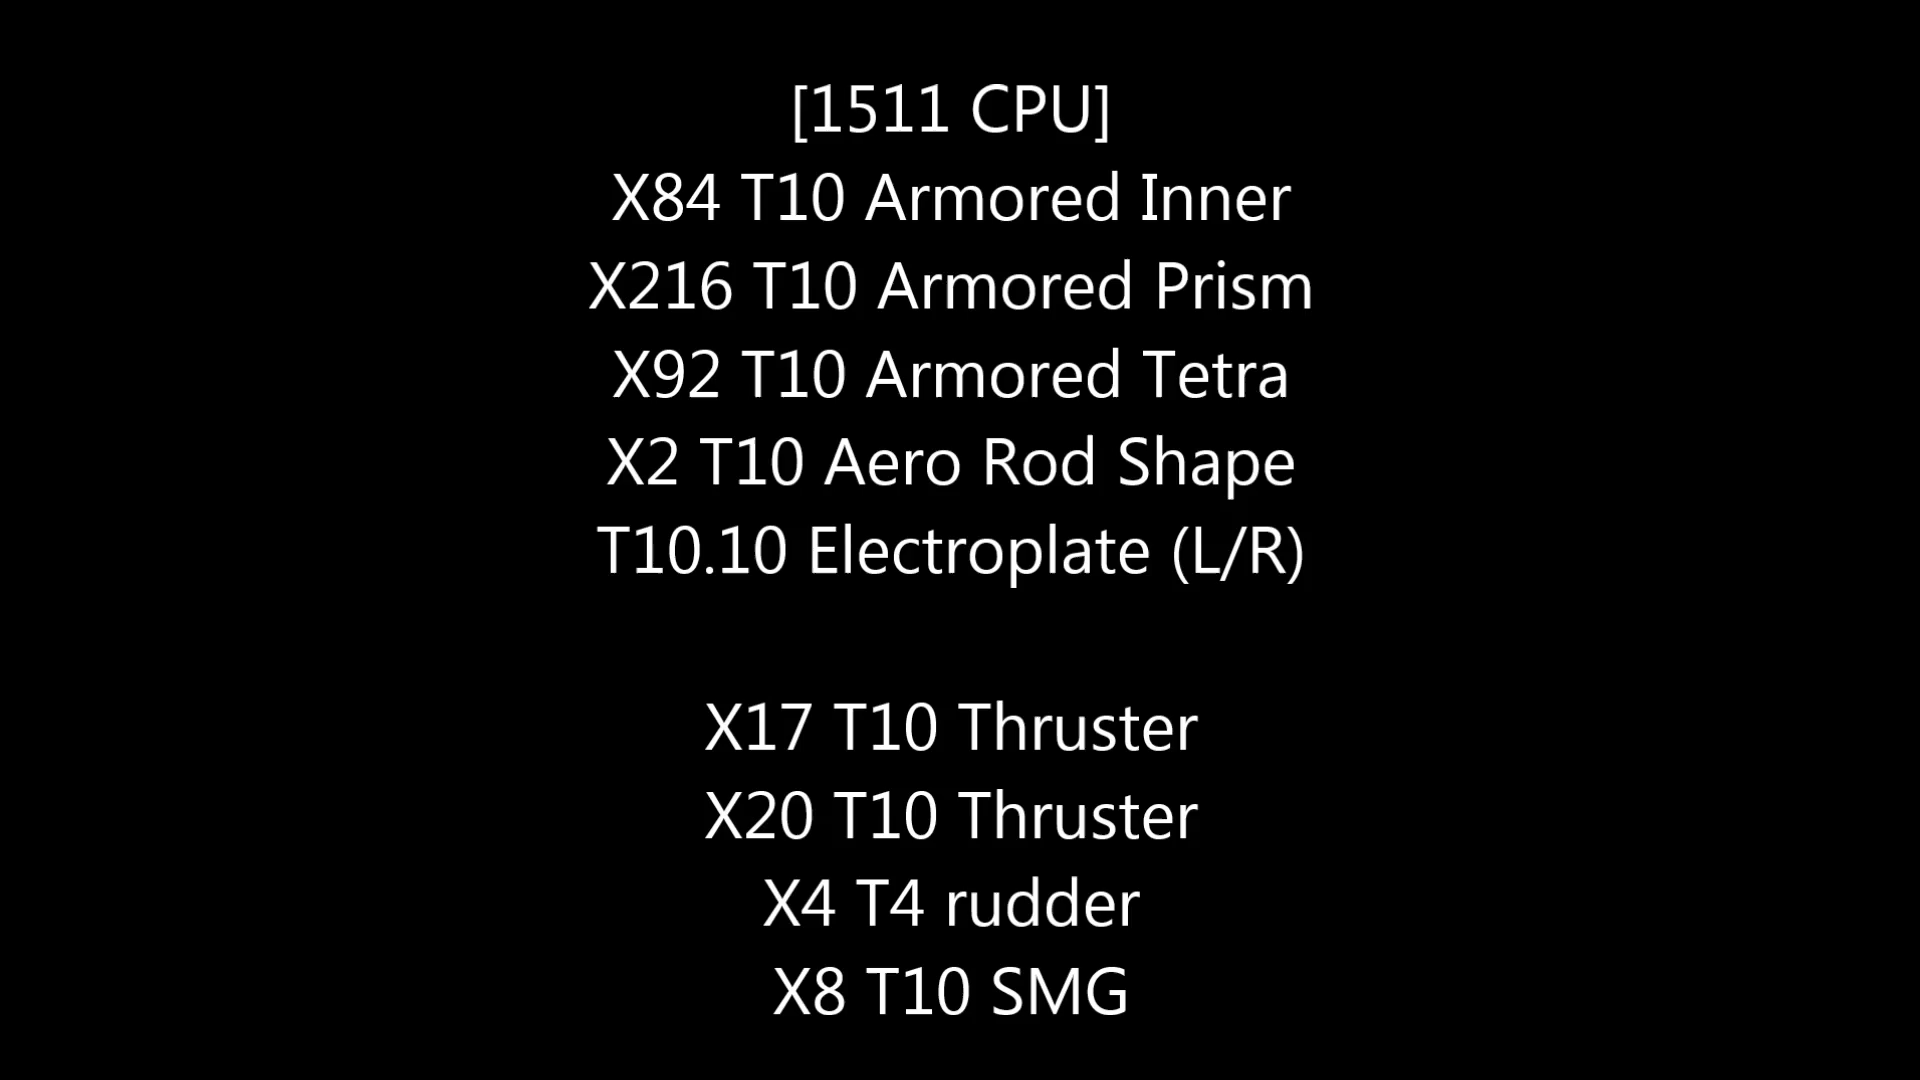 [1511 CPU]
X84 T10 Armored Inner
X216 T10 Armored Prism
X92 T10 Armored Tetra
X2 T10 Aero Rod Shape
T10.10 Electroplate (L/R)
X17 T10 Thruster
X20 T10 Thruster
X4 T4 rudder
X8 T10 SMG